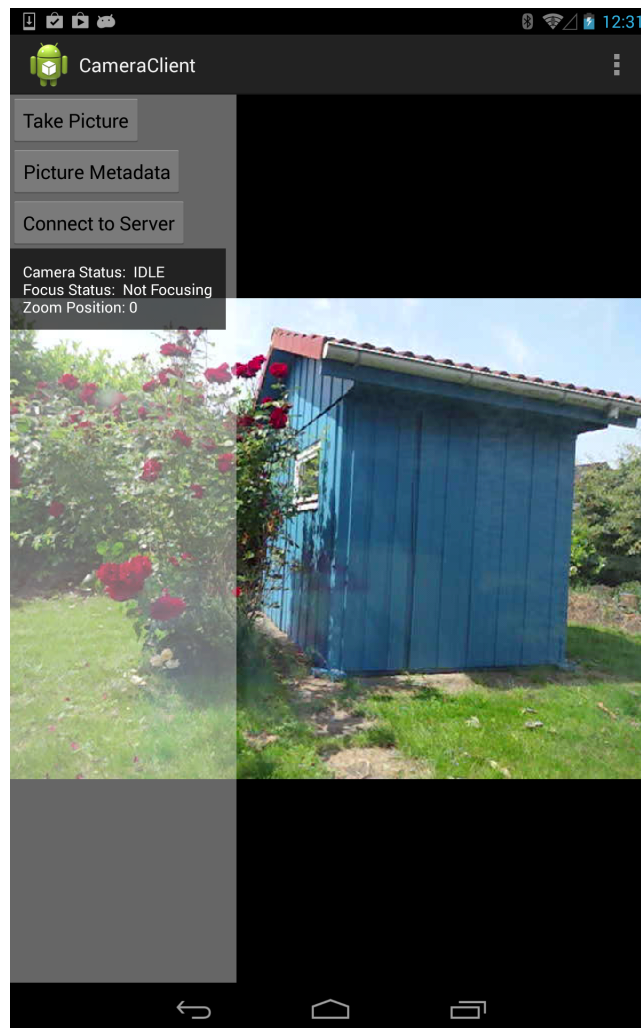 12:31
CameraClient
Take Picture
Picture Metadata
Connect to Server
Camera Status:  IDLE
Focus Status:  Not Focusing
Zoom Position: 0